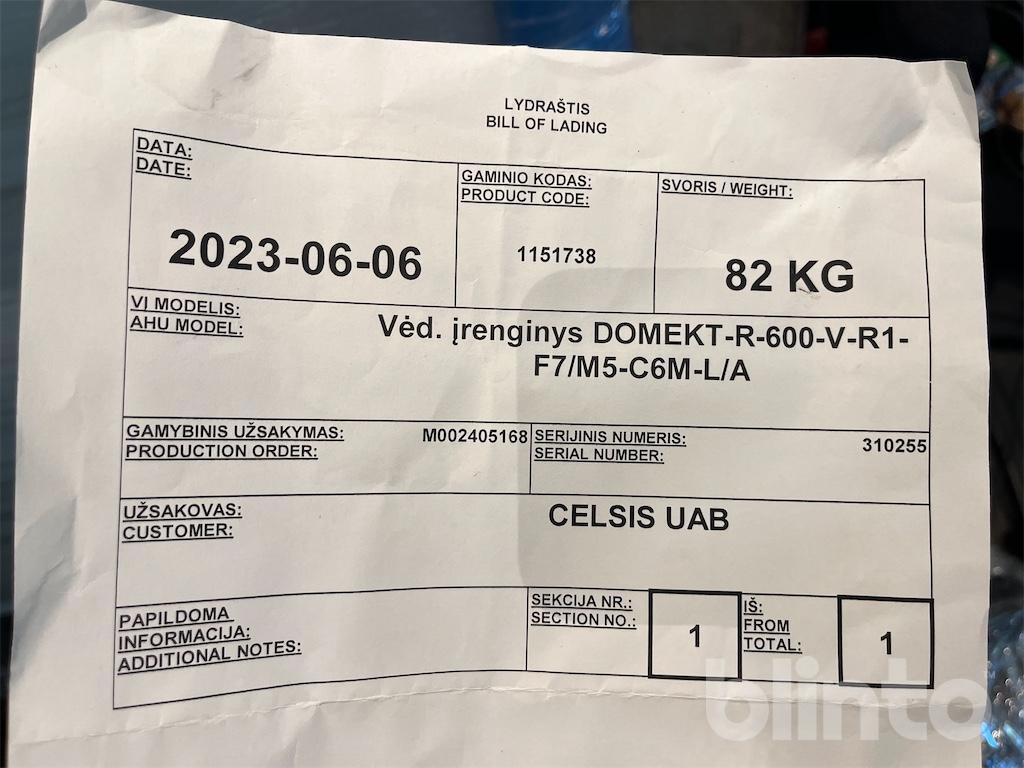 LYDRAŠTIS
BILL OF LADING
DATA:
DATE:
2023-06-06
GAMINIO KODAS:
PRODUCT CODE:
1151738
SVORIS / WEIGHT:
82 KG
VĮ MODELIS:
AHU MODEL:
Vėd. įrenginys DOMEKT-R-600-V-R1-
F7/M5-C6M-L/A
GAMYBINIS UŽSAKYMAS:
PRODUCTION ORDER:
M002405168
SERIJINIS NUMERIS:
SERIAL NUMBER:
310255
UŽSAKOVAS:
CUSTOMER:
CELSIS UAB
PAPILDOMA
INFORMACIJA:
ADDITIONAL NOTES:
SEKCIJA NR.:
SECTION NO.:
1
IŠ:
FROM
TOTAL:
1
blinto